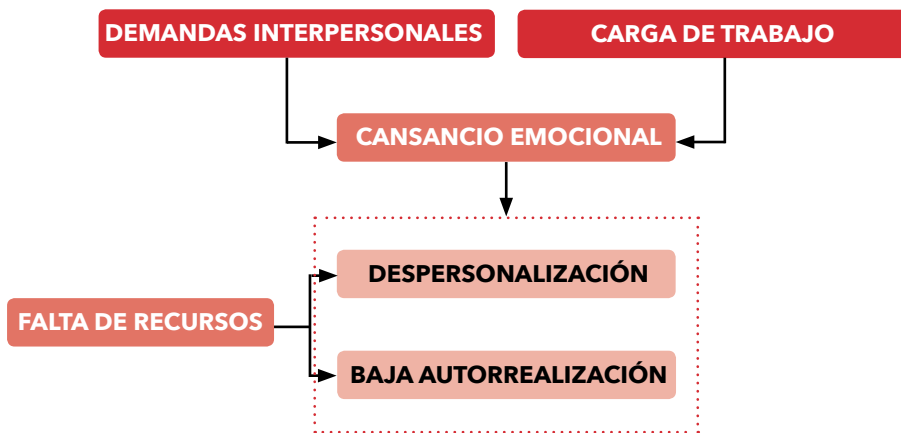 DEMANDAS INTERPERSONALES
CARGA DE TRABAJO
CANSANCIO EMOCIONAL
DESPERSONALIZACIÓN
FALTA DE RECURSOS
BAJA AUTORREALIZACIÓN